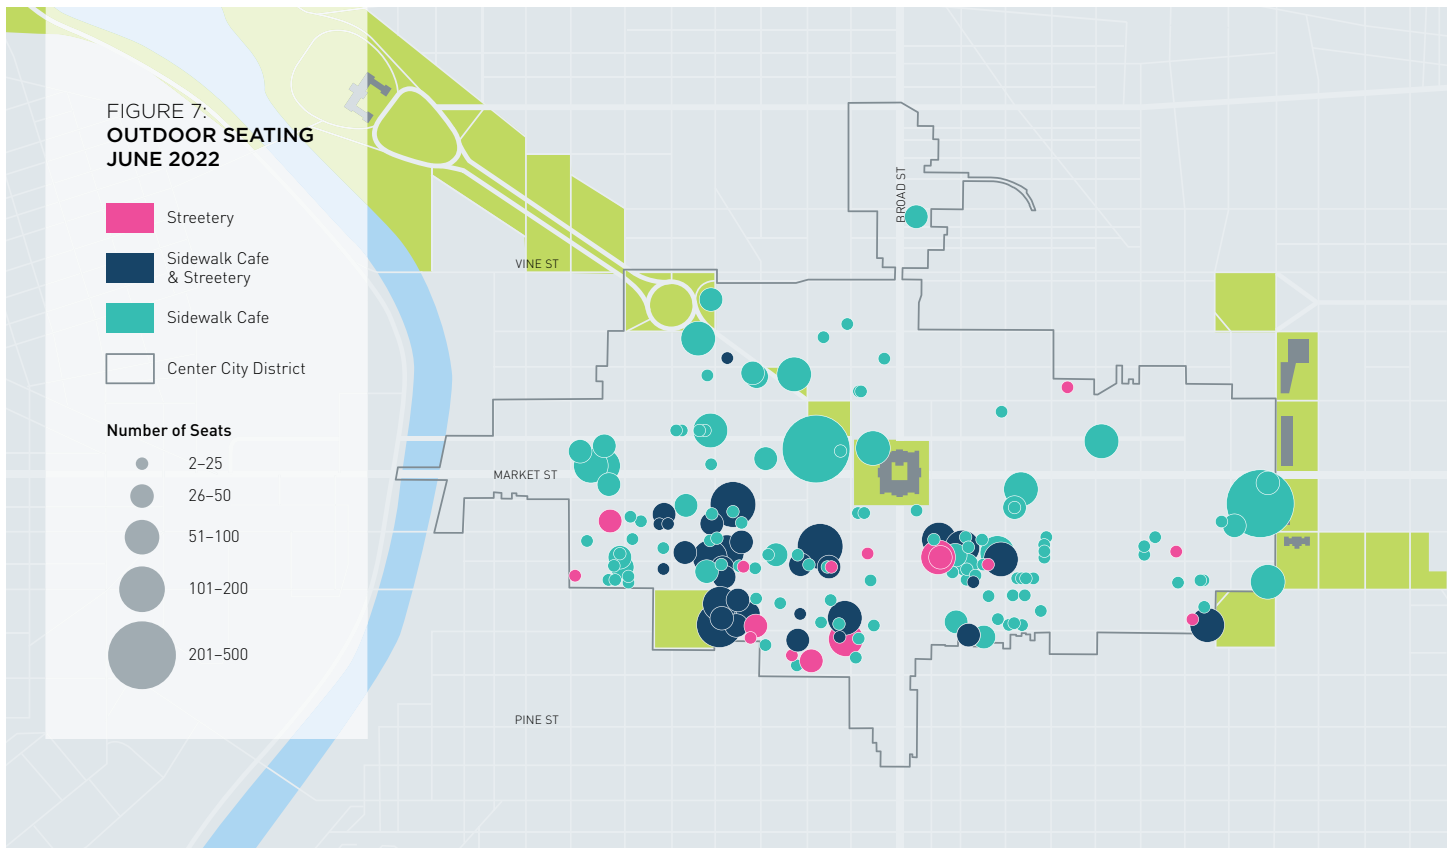 FIGURE 7:
OUTDOOR SEATING
JUNE 2022
Streetery
Sidewalk Cafe
& Streetery
Sidewalk Cafe
Center City District
Number of Seats
2–25
26–50
51–100
101–200
201–500
BROAD ST
VINE ST
MARKET ST
PINE ST